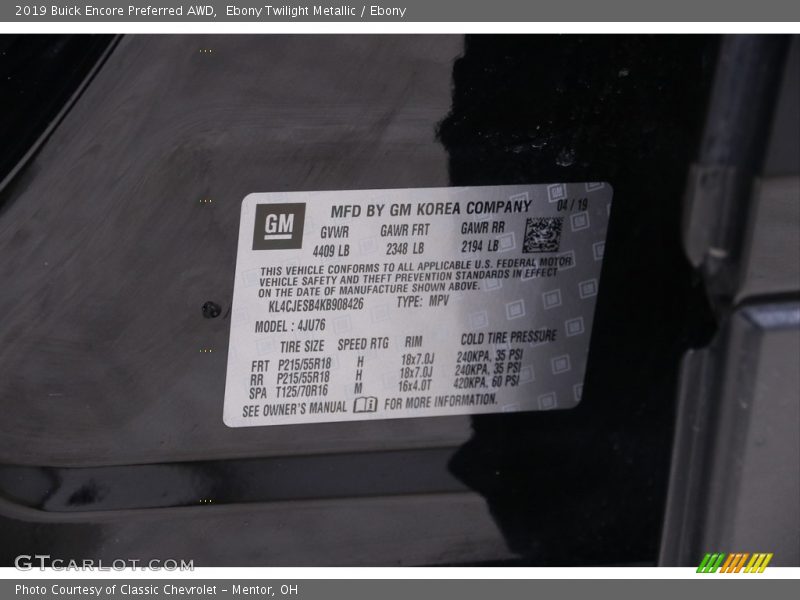 2019 Buick Encore Preferred AWD, Ebony Twilight Metallic / Ebony
GM MFD BY GM KOREA COMPANY 04 / 19
GVWR GAWR FRT GAWR RR
4409 LB 2348 LB 2194 LB
THIS VEHICLE CONFORMS TO ALL APPLICABLE U.S. FEDERAL MOTOR
VEHICLE SAFETY AND THEFT PREVENTION STANDARDS IN EFFECT
ON THE DATE OF MANUFACTURE SHOWN ABOVE.
KL4CJESB4KB908426 TYPE: MPV
MODEL : 4JU76
TIRE SIZE SPEED RTG RIM COLD TIRE PRESSURE
FRT P215/55R18 H 18x7.0J 240KPA, 35 PSI
RR P215/55R18 H 18x7.0J 240KPA, 35 PSI
SPA T125/70R16 M 16x4.0T 420KPA, 60 PSI
SEE OWNER'S MANUAL FOR MORE INFORMATION.
GTCARLOT.COM
Photo Courtesy of Classic Chevrolet - Mentor, OH